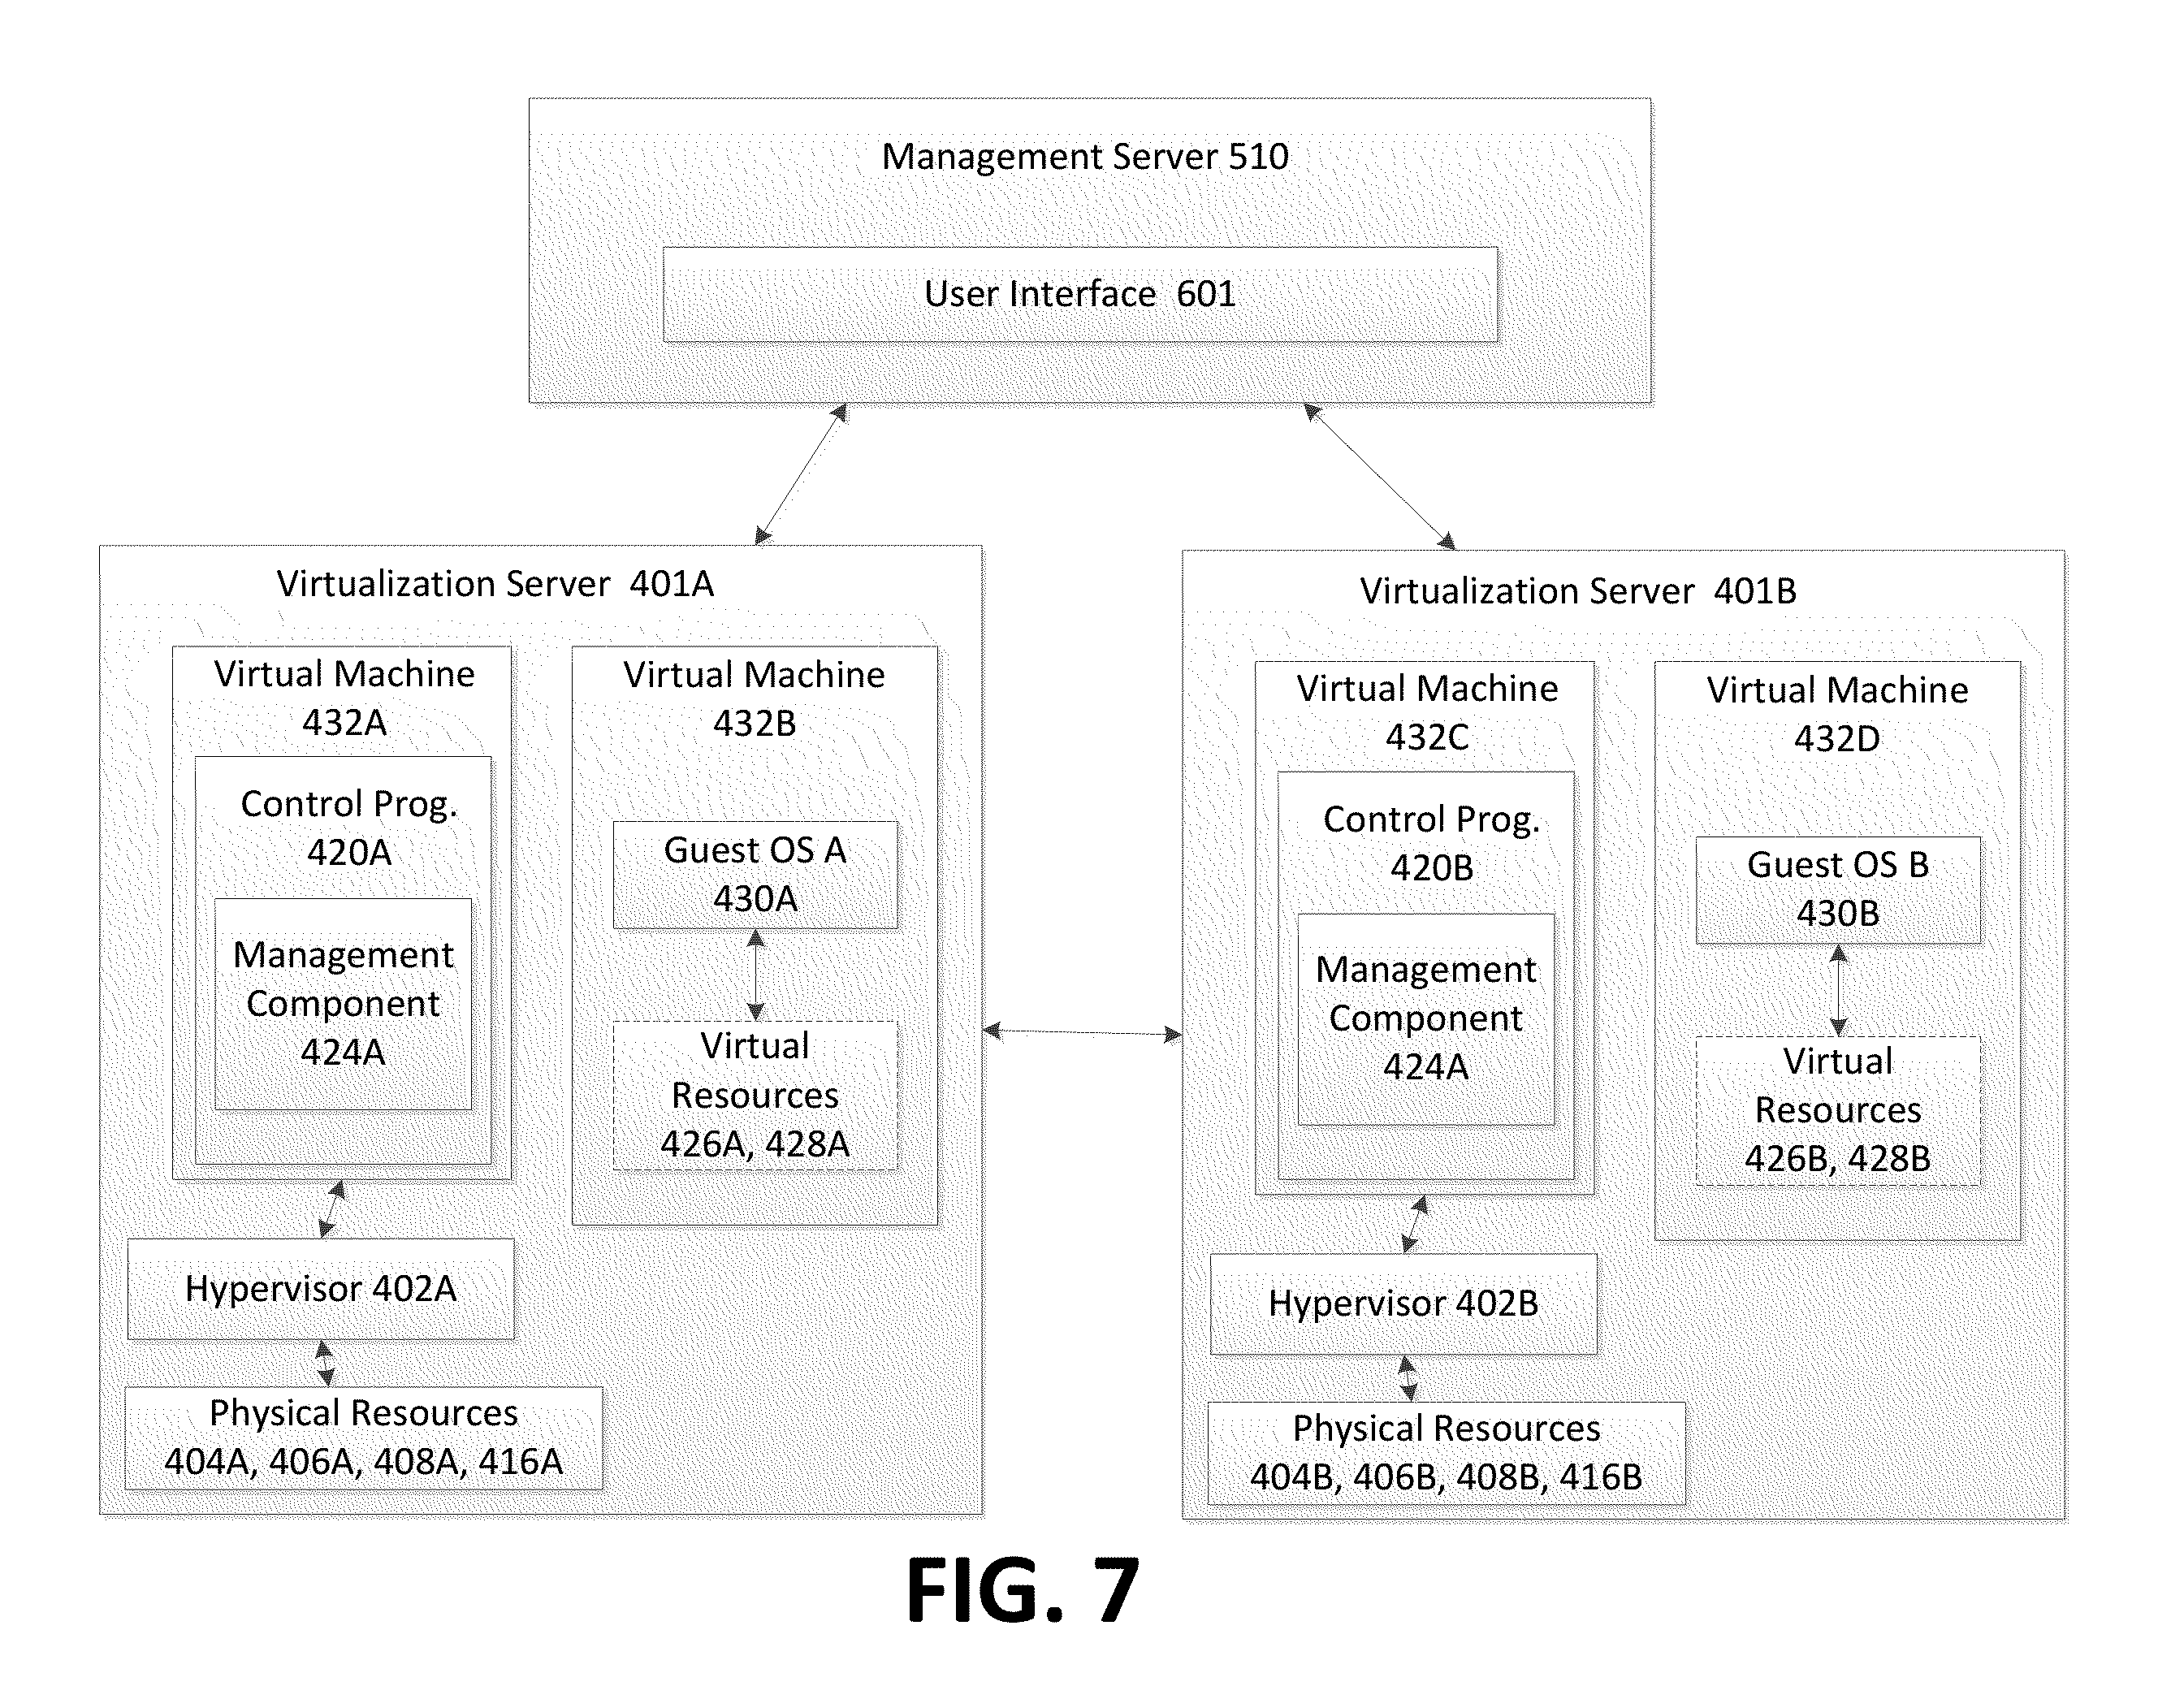 Management Server 510
User Interface 601
Virtualization Server 401A
Virtual Machine
432A
Control Prog.
420A
Management
Component
424A
Virtual Machine
432B
Guest OS A
430A
Virtual
Resources
426A, 428A
Hypervisor 402A
Physical Resources
404A, 406A, 408A, 416A
Virtualization Server 401B
Virtual Machine
432C
Control Prog.
420B
Management
Component
424A
Virtual Machine
432D
Guest OS B
430B
Virtual
Resources
426B, 428B
Hypervisor 402B
Physical Resources
404B, 406B, 408B, 416B
FIG. 7